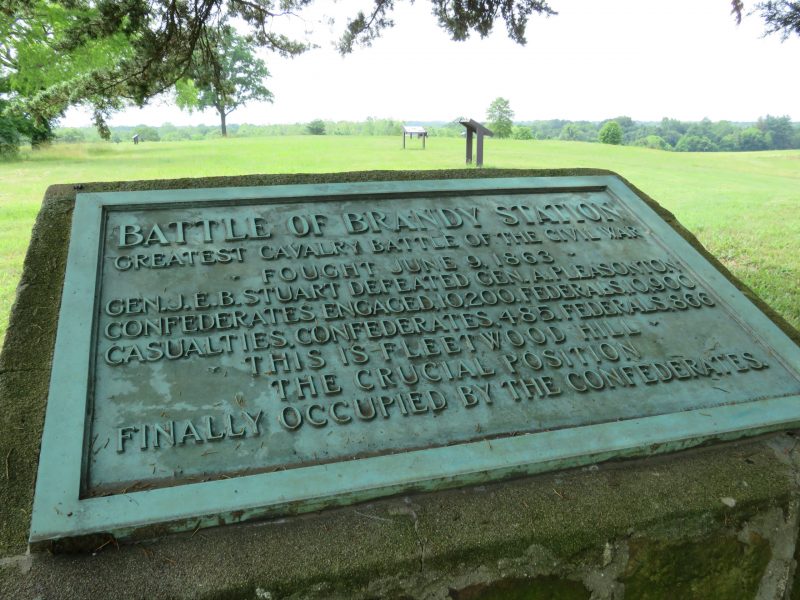 BATTLE OF BRANDY STATION
GREATEST CAVALRY BATTLE OF THE CIVIL WAR
FOUGHT JUNE 9, 1863
GEN. J. E. B. STUART DEFEATED GEN. A. PLEASONTON
CONFEDERATES ENGAGED, 10,200. FEDERALS, 10,900
CASUALTIES, CONFEDERATES, 485. FEDERALS, 866
THIS IS FLEETWOOD HILL
THE CRUCIAL POSITION
FINALLY OCCUPIED BY THE CONFEDERATES.